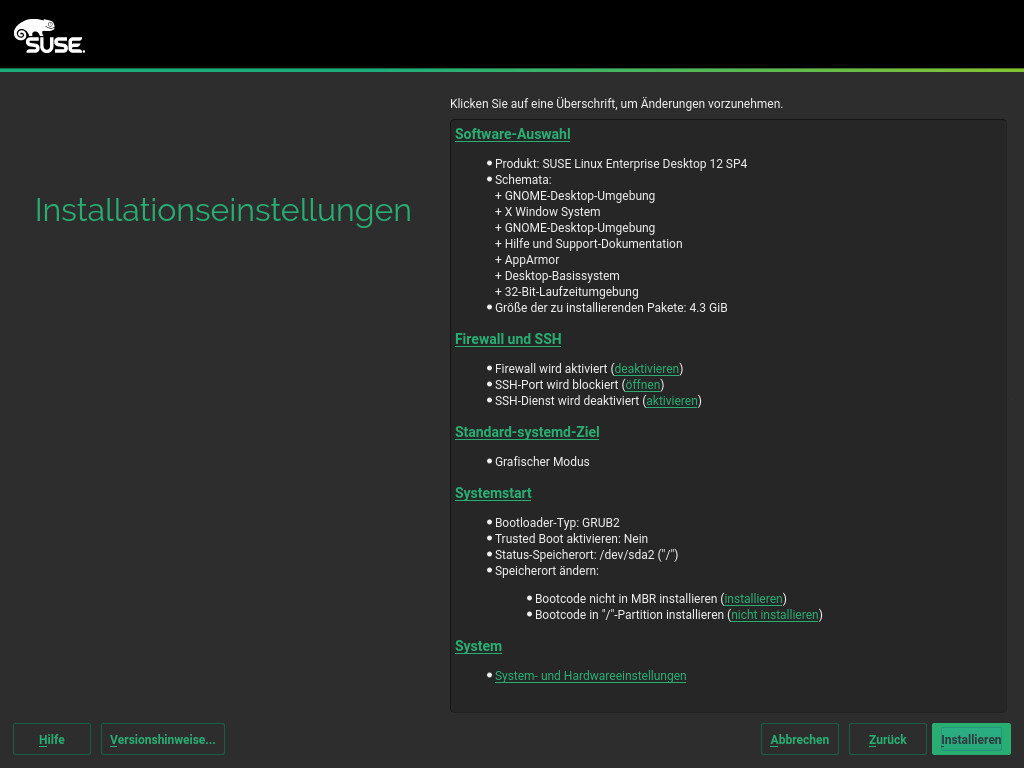 SUSE.
Klicken Sie auf eine Überschrift, um Änderungen vorzunehmen.
Installationseinstellungen
Software-Auswahl
• Produkt: SUSE Linux Enterprise Desktop 12 SP4
• Schemata:
+ GNOME-Desktop-Umgebung
+ X Window System
+ GNOME-Desktop-Umgebung
+ Hilfe und Support-Dokumentation
+ AppArmor
+ Desktop-Basissystem
+ 32-Bit-Laufzeitumgebung
• Größe der zu installierenden Pakete: 4.3 GiB
Firewall und SSH
• Firewall wird aktiviert (deaktivieren)
• SSH-Port wird blockiert (öffnen)
• SSH-Dienst wird deaktiviert (aktivieren)
Standard-systemd-Ziel
• Grafischer Modus
Systemstart
• Bootloader-Typ: GRUB2
• Trusted Boot aktivieren: Nein
• Status-Speicherort: /dev/sda2 ("/")
• Speicherort ändern:
• Bootcode nicht in MBR installieren (installieren)
• Bootcode in "/"-Partition installieren (nicht installieren)
System
• System- und Hardwareeinstellungen
Hilfe Versionshinweise... Abbrechen Zurück Installieren